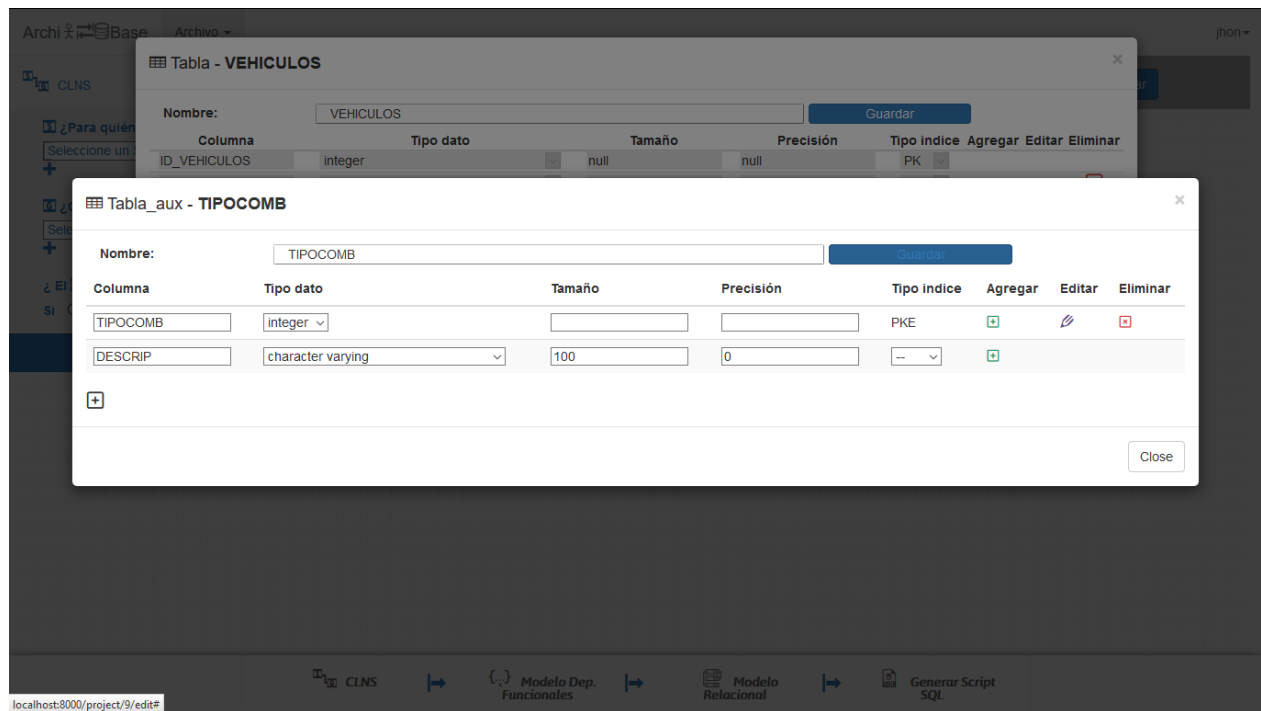 Archi Base Archivo jhon
Tabla - VEHICULOS ×
CLNS ar
Nombre: VEHICULOS Guardar
¿Para quién
Columna Tipo dato Tamaño Precisión Tipo indice Agregar Editar Eliminar
Seleccione un
ID_VEHICULOS integer null null PK
Tabla_aux - TIPOCOMB ×
Sele
Nombre: TIPOCOMB Guardar
¿ El
Columna Tipo dato Tamaño Precisión Tipo indice Agregar Editar Eliminar
Sí
TIPOCOMB integer PKE
DESCRIP character varying 100 0 --
Close
CLNS
Modelo Dep.
Funcionales
Modelo
Relacional
Generar Script
SQL
localhost:8000/project/9/edit#